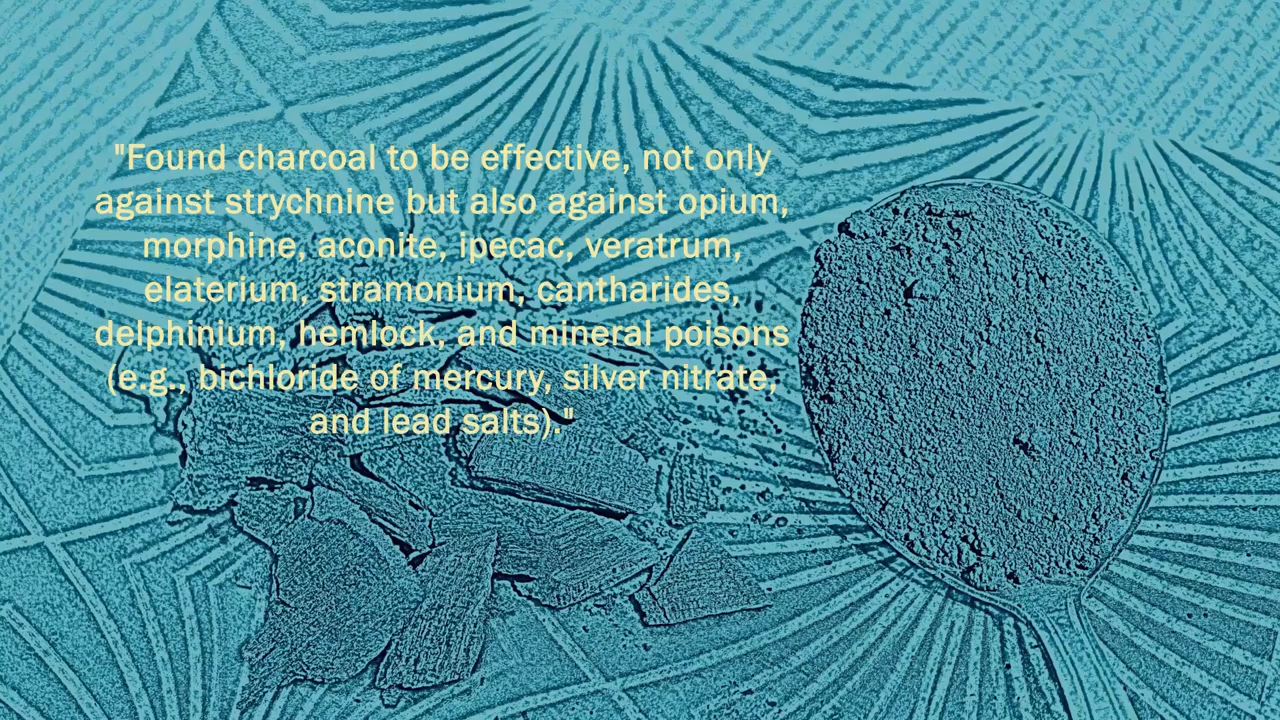 "Found charcoal to be effective, not only
against strychnine but also against opium,
morphine, aconite, ipecac, veratrum,
elaterium, stramonium, cantharides,
delphinium, hemlock, and mineral poisons
(e.g., bichloride of mercury, silver nitrate,
and lead salts)."